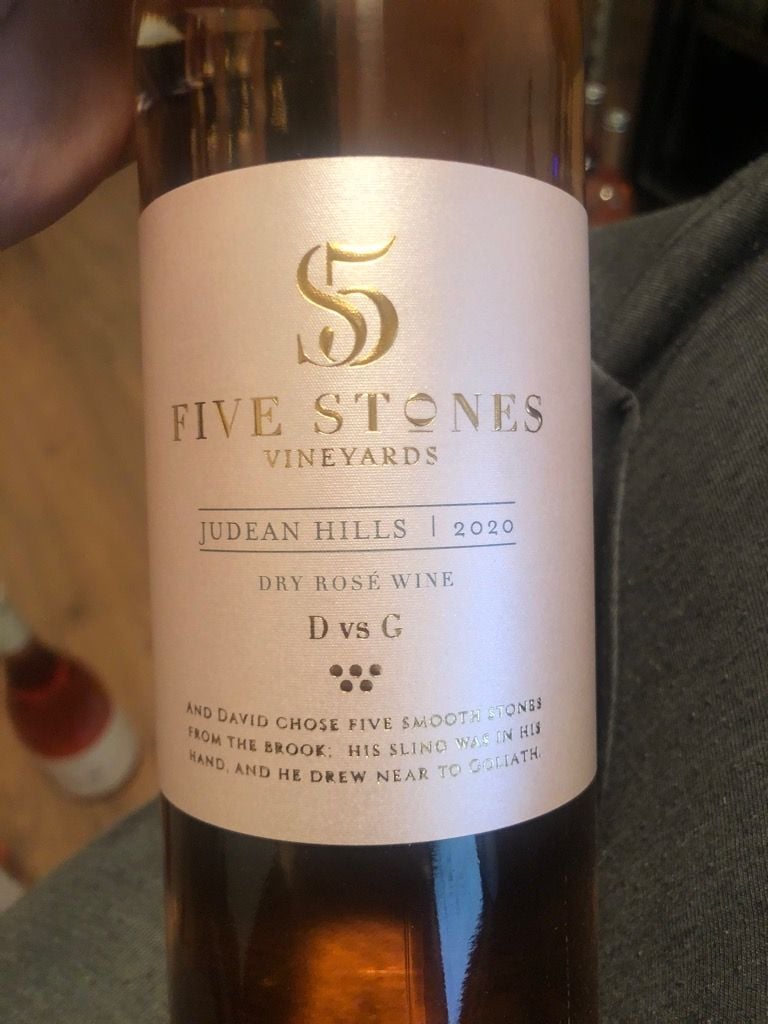 S5
FIVE STONES
VINEYARDS
JUDEAN HILLS | 2020
DRY ROSÉ WINE
D vs G
AND DAVID CHOSE FIVE SMOOTH STONES
FROM THE BROOK; HIS SLING WAS IN HIS
HAND, AND HE DREW NEAR TO GOLIATH.